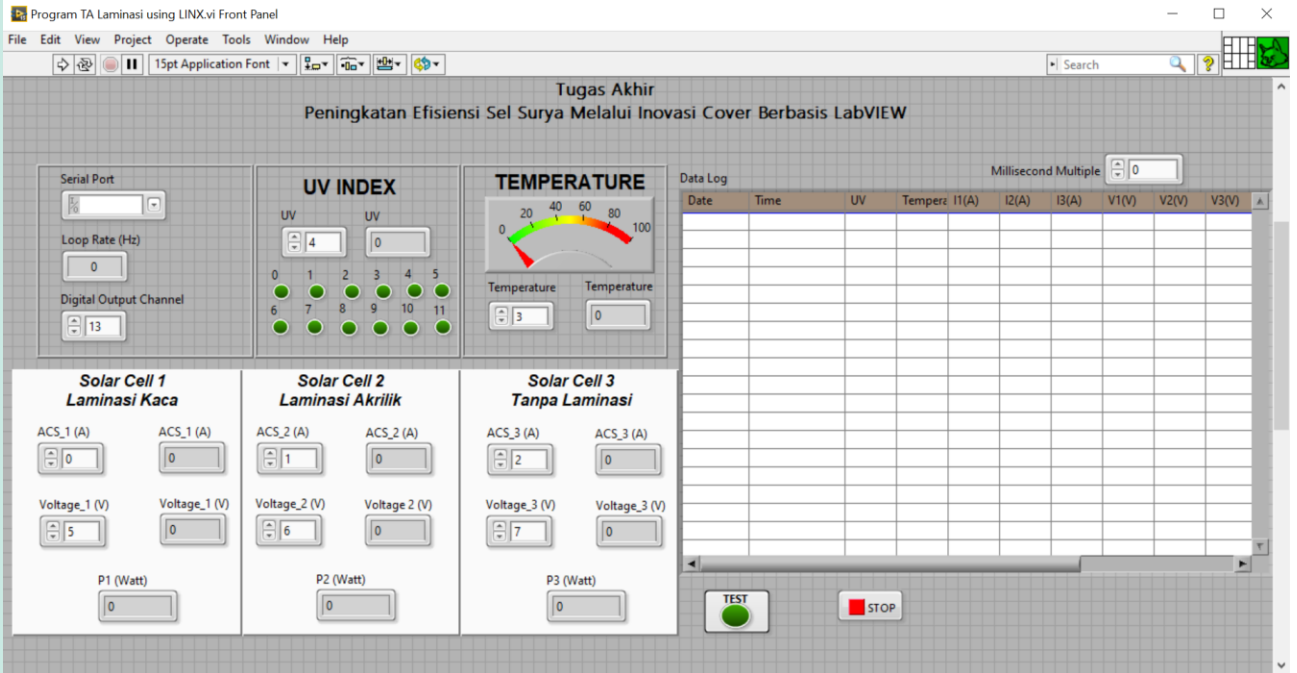 Program TA Laminasi using LINX.vi Front Panel
File Edit View Project Operate Tools Window Help
15pt Application Font
Search
Tugas Akhir
Peningkatan Efisiensi Sel Surya Melalui Inovasi Cover Berbasis LabVIEW
Serial Port
Loop Rate (Hz)
0
Digital Output Channel
13
UV INDEX
UV UV
4 0
0 1 2 3 4 5
6 7 8 9 10 11
TEMPERATURE
0 20 40 60 80 100
Temperature Temperature
3 0
Millisecond Multiple 0
Data Log
Date Time UV Tempera I1(A) I2(A) I3(A) V1(V) V2(V) V3(V)
Solar Cell 1
Laminasi Kaca
ACS_1 (A) ACS_1 (A)
0 0
Voltage_1 (V) Voltage_1 (V)
5 0
P1 (Watt)
0
Solar Cell 2
Laminasi Akrilik
ACS_2 (A) ACS_2 (A)
1 0
Voltage_2 (V) Voltage 2 (V)
6 0
P2 (Watt)
0
Solar Cell 3
Tanpa Laminasi
ACS_3 (A) ACS_3 (A)
2 0
Voltage_3 (V) Voltage_3 (V)
7 0
P3 (Watt)
0
TEST
STOP